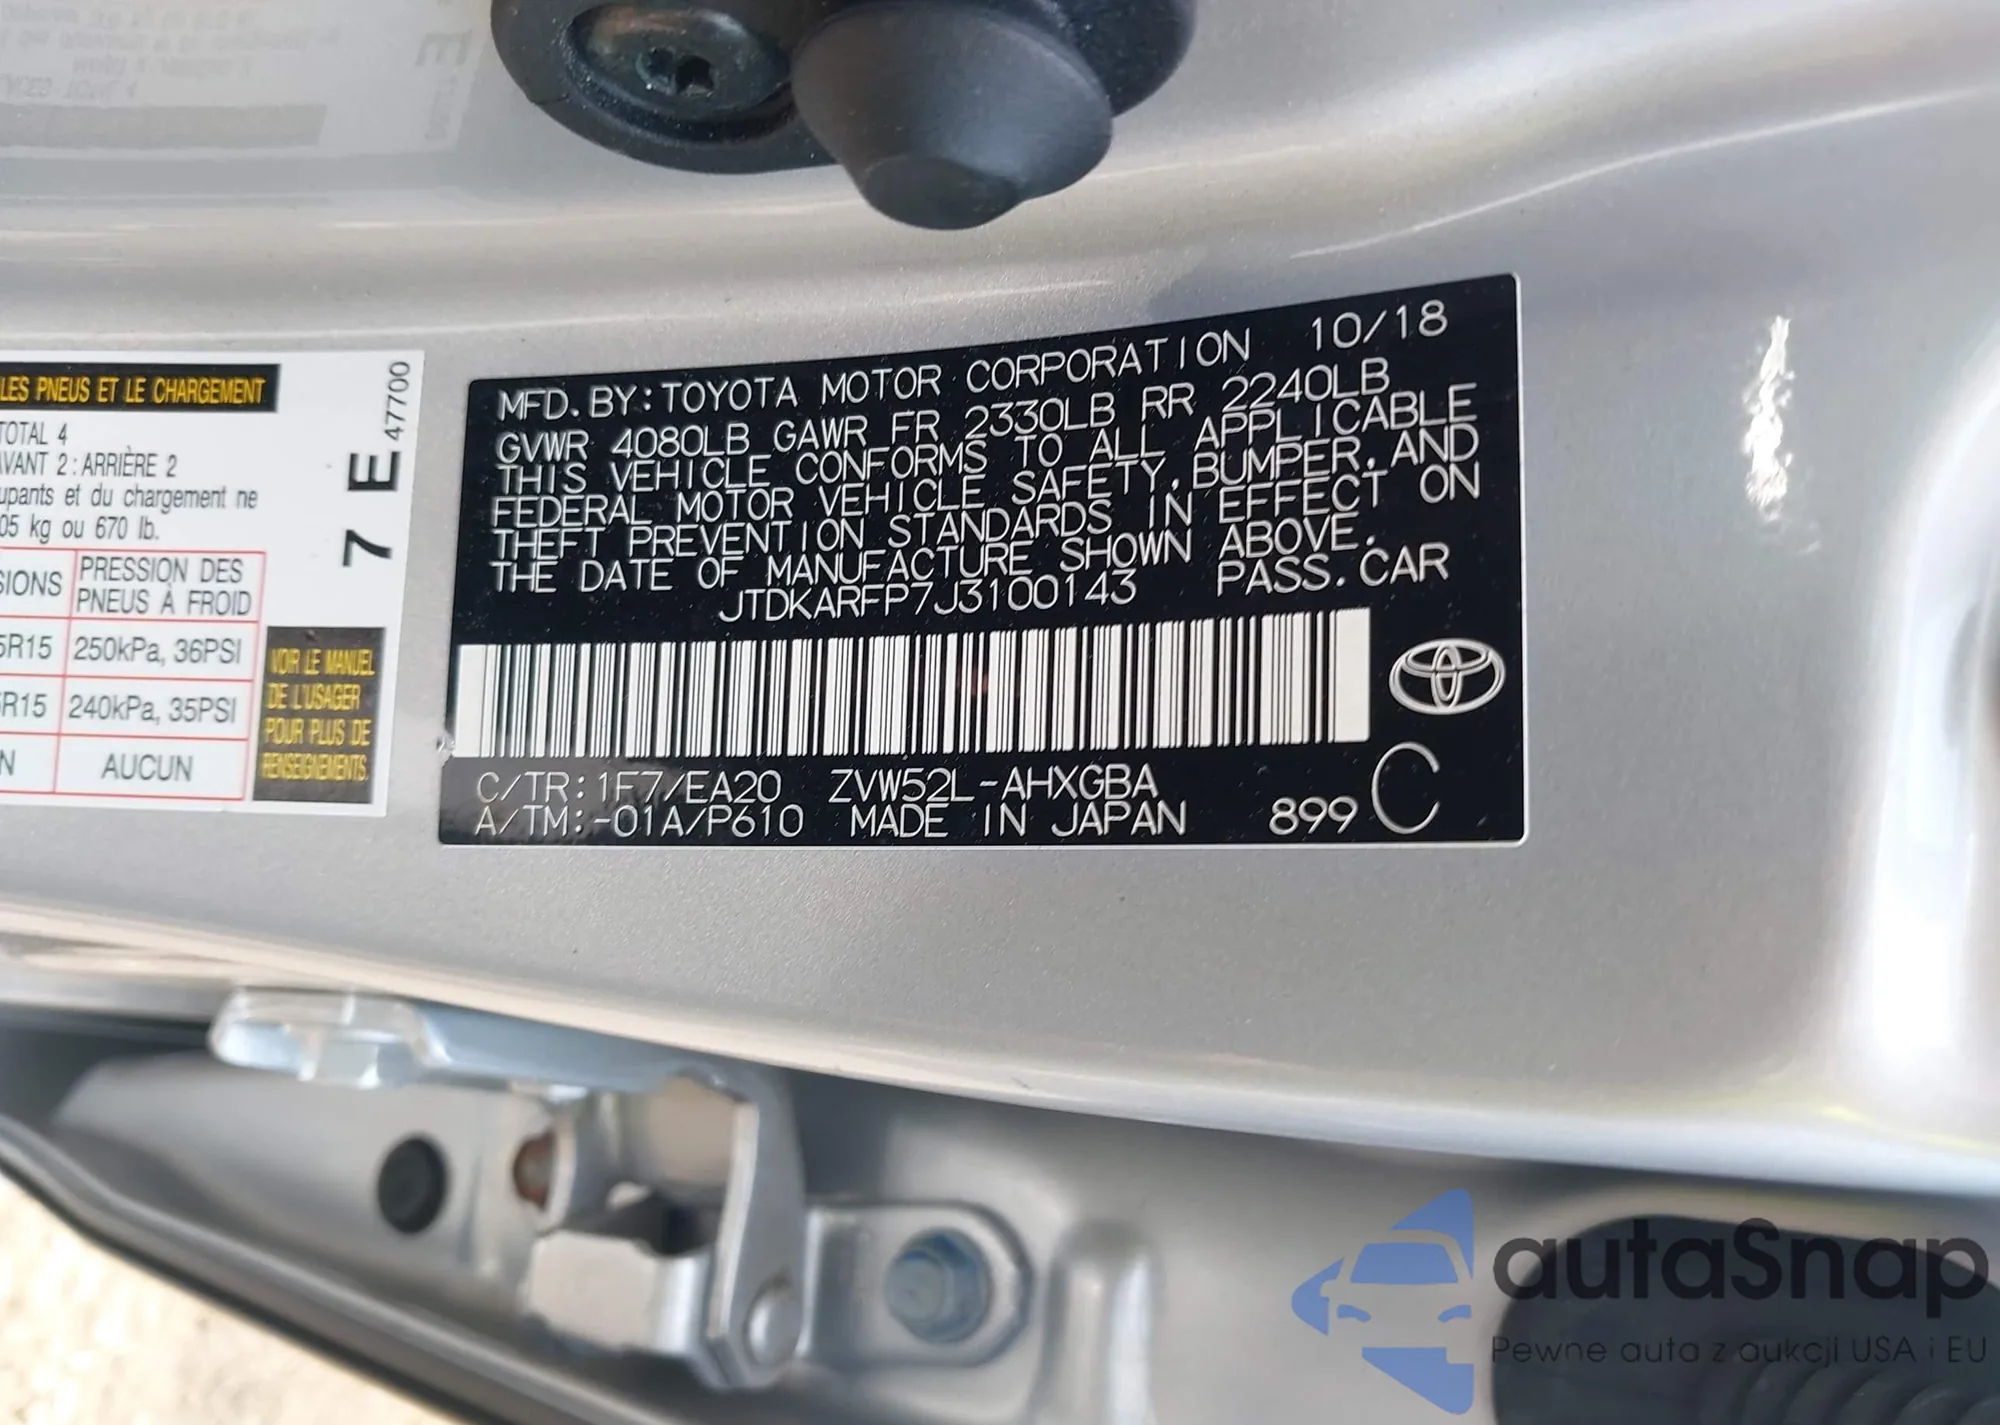 LES PNEUS ET LE CHARGEMENT
TOTAL 4
AVANT 2 : ARRIÈRE 2
upants et du chargement ne
05 kg ou 670 lb.
SIONS PRESSION DES
PNEUS À FROID
5R15 250kPa, 36PSI
R15 240kPa, 35PSI
N AUCUN
7 E 47700
VOIR LE MANUEL
DE L'USAGER
POUR PLUS DE
RENSEIGNEMENTS.
MFD. BY: TOYOTA MOTOR CORPORATION 10/18
GVWR 4080LB GAWR FR 2330LB RR 2240LB
THIS VEHICLE CONFORMS TO ALL APPLICABLE
FEDERAL MOTOR VEHICLE SAFETY, BUMPER, AND
THEFT PREVENTION STANDARDS IN EFFECT ON
THE DATE OF MANUFACTURE SHOWN ABOVE.
JTDKARFP7J3100143 PASS. CAR
C/TR: 1F7/EA20 ZVW52L-AHXGBA
A/TM:-01A/P610 MADE IN JAPAN 899 C
autaSnap
Pewne auta z aukcji USA i EU